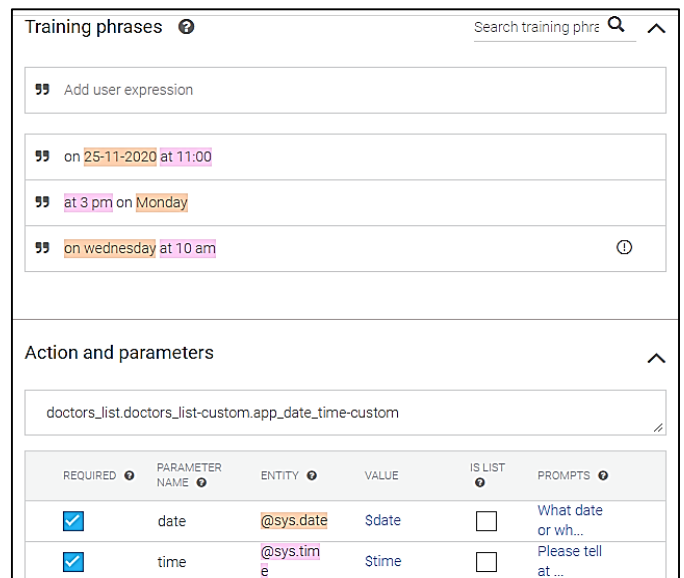 Training phrases
Search training phra
Add user expression
on 25-11-2020 at 11:00
at 3 pm on Monday
on wednesday at 10 am
Action and parameters
doctors_list.doctors_list-custom.app_date_time-custom
REQUIRED PARAMETER NAME ENTITY VALUE IS LIST PROMPTS
date @sys.date $date What date
or wh...
time @sys.tim
e $time Please tell
at ...